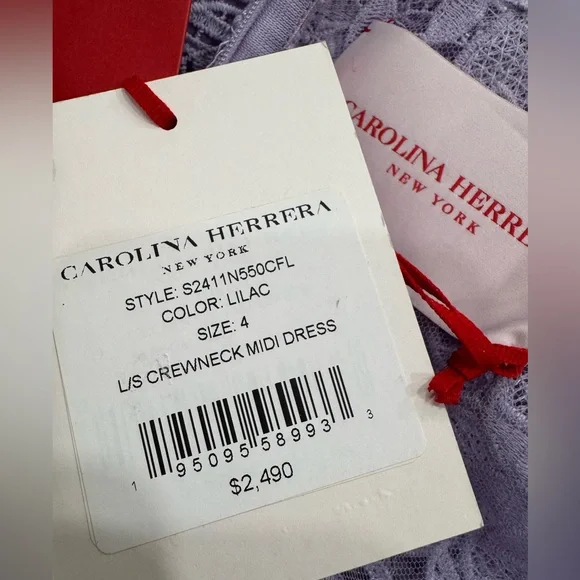 CAROLINA HERRERA
NEW YORK
STYLE: S2411N550CFL
COLOR: LILAC
SIZE: 4
L/S CREWNECK MIDI DRESS
1 95095 58993 3
$2,490
CAROLINA HERRERA
NEW YORK